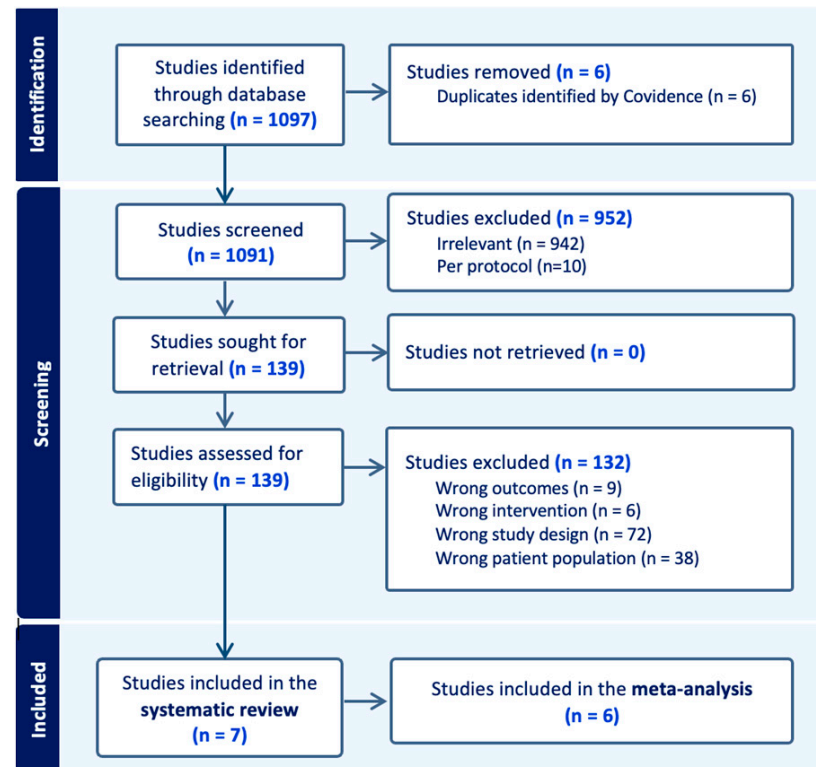 Identification
Studies identified
through database
searching (n = 1097)
Studies removed (n = 6)
Duplicates identified by Covidence (n = 6)
Screening
Studies screened
(n = 1091)
Studies excluded (n = 952)
Irrelevant (n = 942)
Per protocol (n=10)
Studies sought for
retrieval (n = 139)
Studies not retrieved (n = 0)
Studies assessed for
eligibility (n = 139)
Studies excluded (n = 132)
Wrong outcomes (n = 9)
Wrong intervention (n = 6)
Wrong study design (n = 72)
Wrong patient population (n = 38)
Included
Studies included in the
systematic review
(n = 7)
Studies included in the meta-analysis
(n = 6)